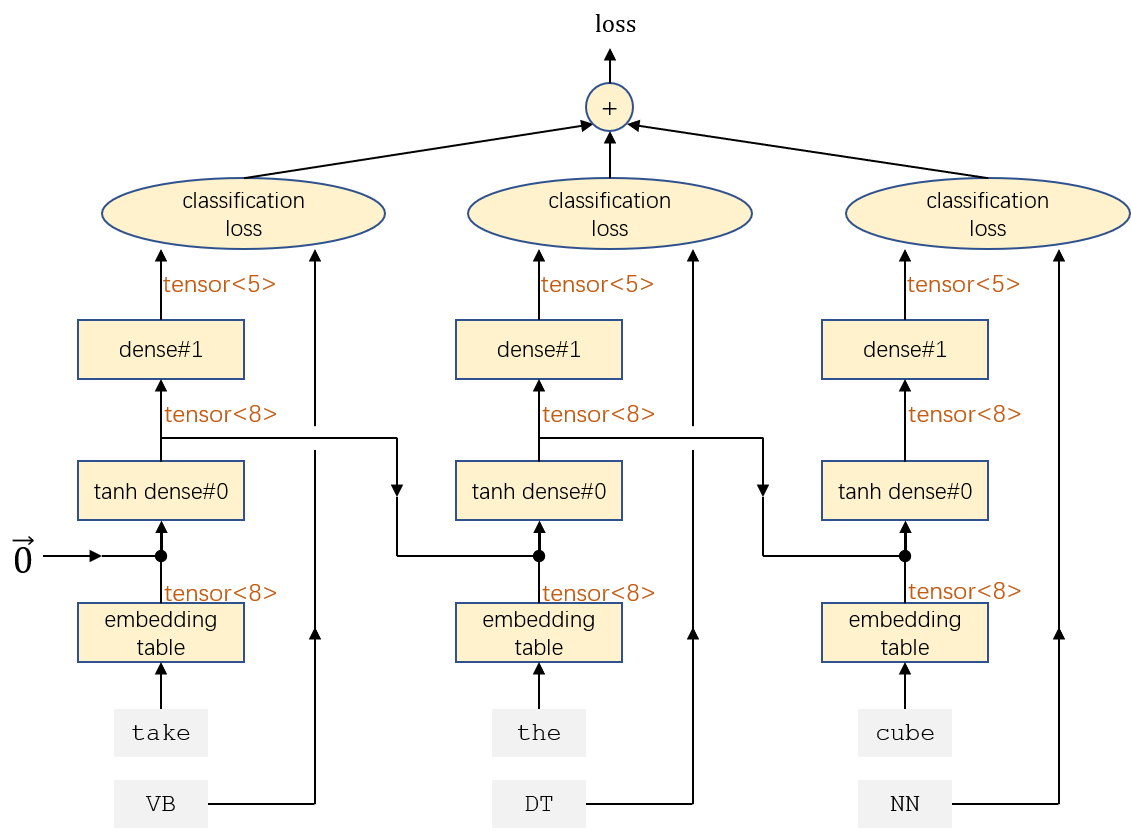 loss
+
classification
loss
classification
loss
classification
loss
tensor<5>
tensor<5>
tensor<5>
dense#1
dense#1
dense#1
tensor<8>
tensor<8>
tensor<8>
tanh dense#0
tanh dense#0
tanh dense#0
0⃗
tensor<8>
tensor<8>
tensor<8>
embedding
table
embedding
table
embedding
table
take
the
cube
VB
DT
NN